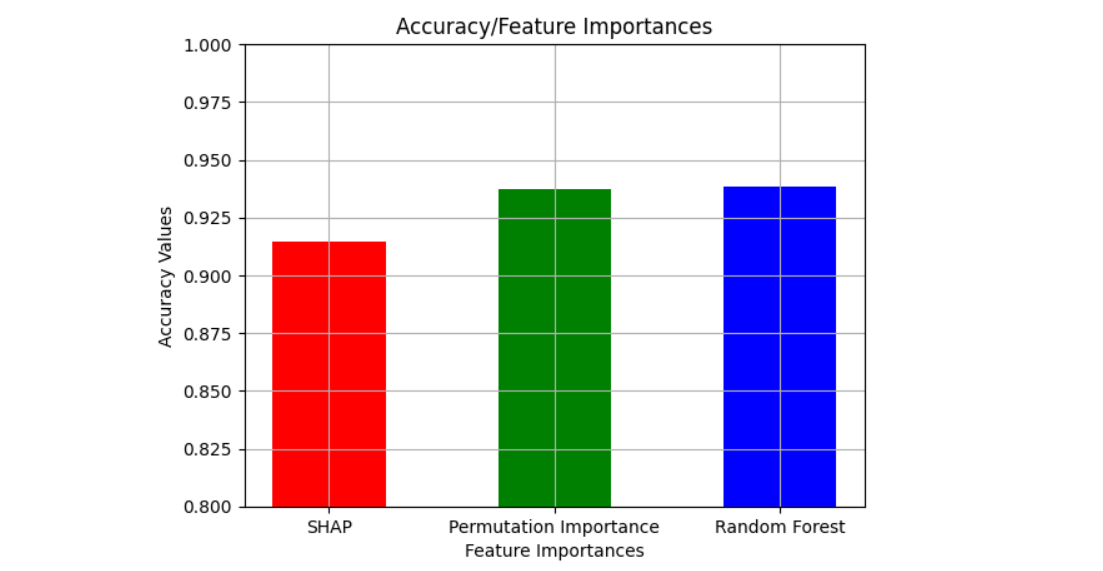 Accuracy/Feature Importances
1.000
0.975
0.950
0.925
0.900
0.875
0.850
0.825
0.800
Accuracy Values
SHAP
Permutation Importance
Random Forest
Feature Importances